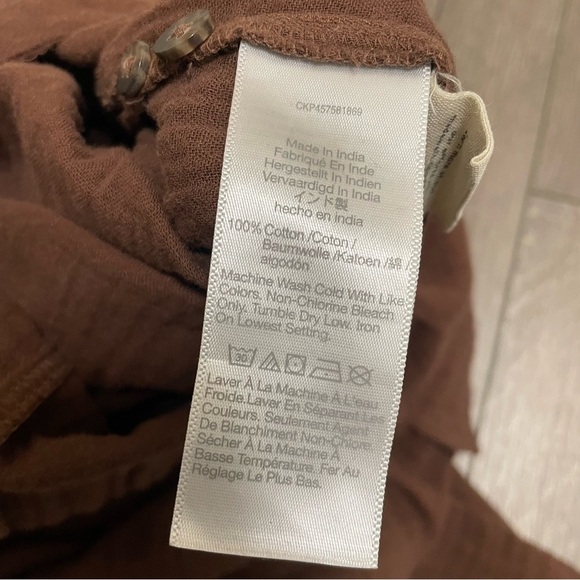 CKP457581869
Made In India
Fabriqué En Inde
Hergestellt In Indien
Vervaardigd In India
インド製
hecho en india
100% Cotton /Coton /
Baumwolle /Katoen /綿 /
algodón
Machine Wash Cold With Like
Colors. Non-Chlorine Bleach
Only. Tumble Dry Low. Iron
On Lowest Setting.
30
Laver À La Machine À L'eau
Froide.Laver En Séparant Les
Couleurs. Seulement Agent
De Blanchiment Non-Chlore
Sécher À La Machine À
Basse Température. Fer Au
Réglage Le Plus Bas.